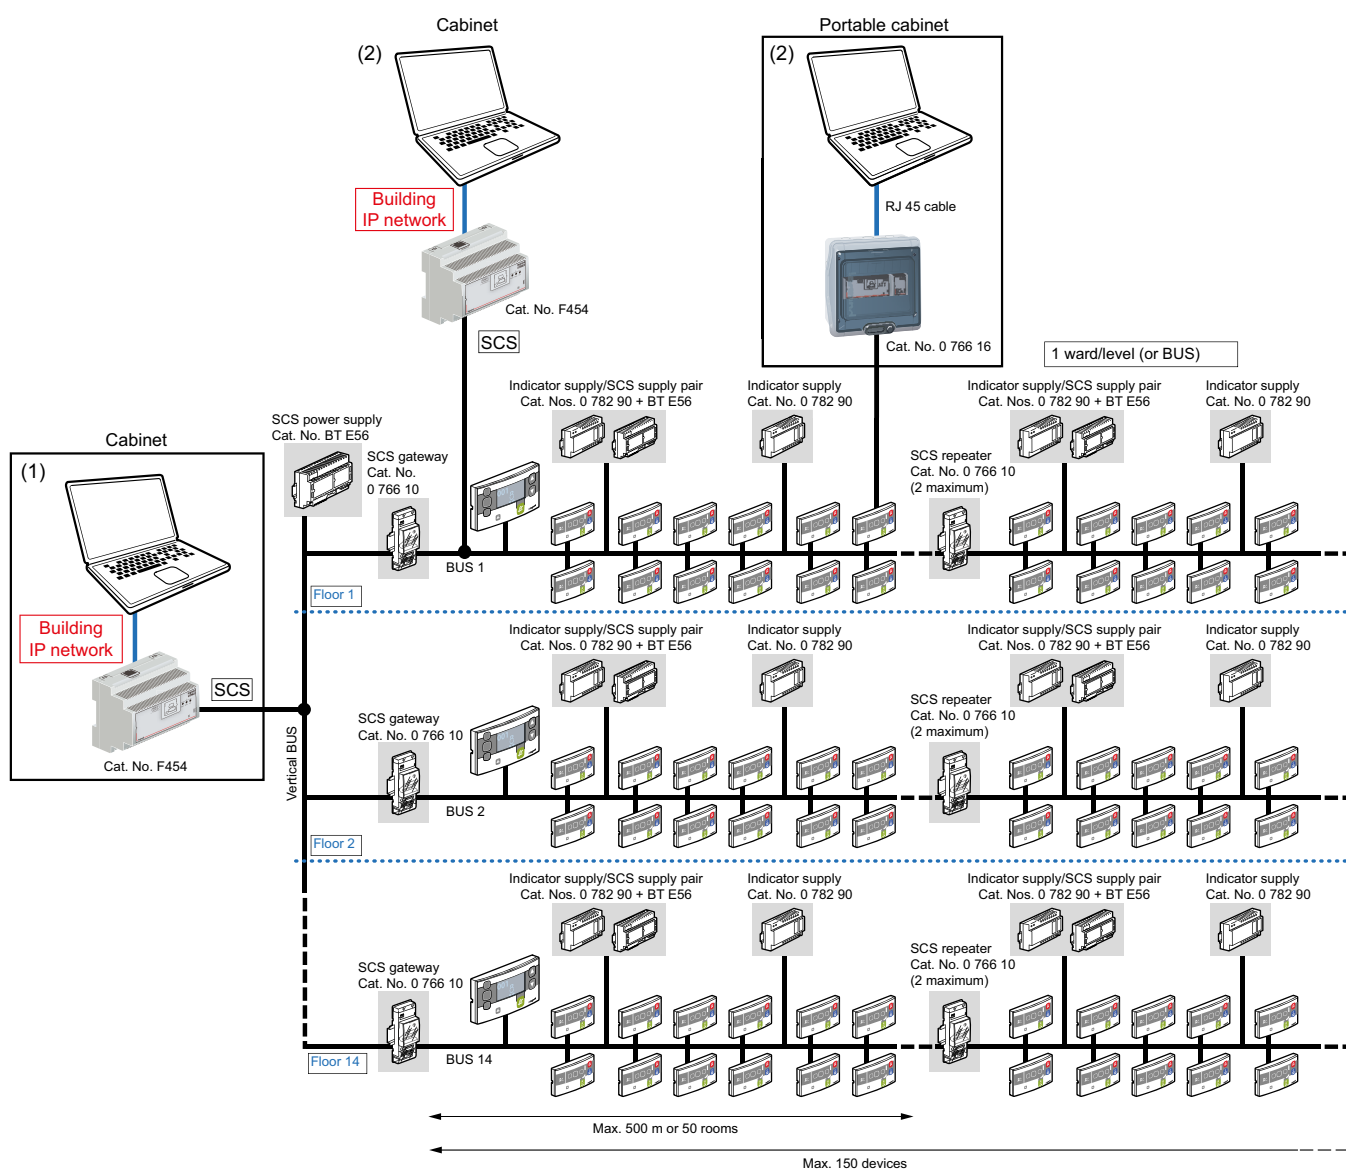 Cabinet
(2)
Building
IP network
Cat. No. F454
SCS
Portable cabinet
(2)
RJ 45 cable
Cat. No. 0 766 16
1 ward/level (or BUS)
Cabinet
(1)
Building
IP network
SCS
Cat. No. F454
Vertical BUS
SCS power supply
Cat. No. BT E56
SCS gateway
Cat. No.
0 766 10
Indicator supply/SCS supply pair
Cat. Nos. 0 782 90 + BT E56
Indicator supply
Cat. No. 0 782 90
SCS repeater
Cat. No. 0 766 10
(2 maximum)
Indicator supply/SCS supply pair
Cat. Nos. 0 782 90 + BT E56
Indicator supply
Cat. No. 0 782 90
BUS 1
Floor 1
SCS gateway
Cat. No. 0 766 10
Indicator supply/SCS supply pair
Cat. Nos. 0 782 90 + BT E56
Indicator supply
Cat. No. 0 782 90
SCS repeater
Cat. No. 0 766 10
(2 maximum)
Indicator supply/SCS supply pair
Cat. Nos. 0 782 90 + BT E56
Indicator supply
Cat. No. 0 782 90
BUS 2
Floor 2
SCS gateway
Cat. No. 0 766 10
Indicator supply/SCS supply pair
Cat. Nos. 0 782 90 + BT E56
Indicator supply
Cat. No. 0 782 90
SCS repeater
Cat. No. 0 766 10
(2 maximum)
Indicator supply/SCS supply pair
Cat. Nos. 0 782 90 + BT E56
Indicator supply
Cat. No. 0 782 90
BUS 14
Floor 14
Max. 500 m or 50 rooms
Max. 150 devices